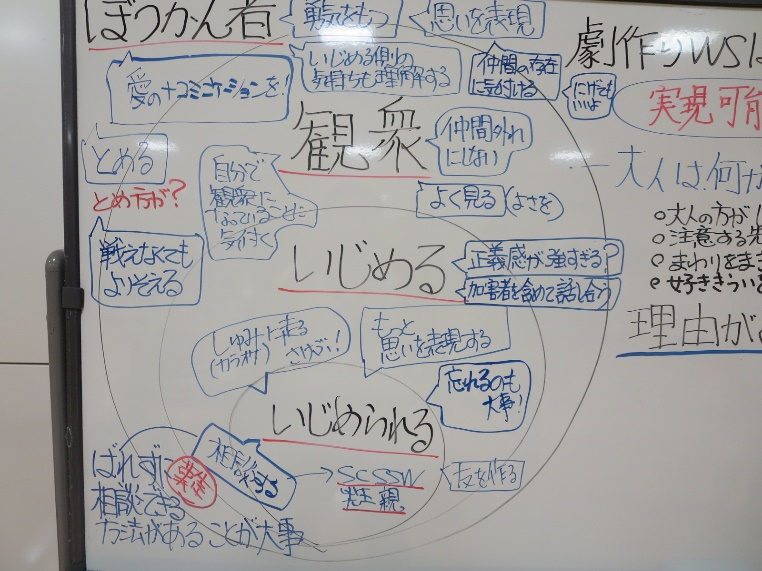 ぼうかん者
勇気をもつ
思いを表現
いじめる側の
気持ちも理解する
仲間の存在
に気付ける
劇作りWSは
にげても
いいよ
実現可能
愛の+コミニケーションを!
観衆
仲間外れ
にしない
とめる
とめ方が?
自分で
観衆に
なっていることに
気付く
よく見る(よさを)
一大人は何が
○大人の方が
○注意する先
○まわりをまき
○好ききらいを
理由が
戦えなくても
よりそえる
いじめる
正義感が強すぎる?
加害者を含めて話し合う
しゅみに走る
(カラオケ)
さけび!
もっと
思いを表現する
忘れるのも
大事!
いじめられる
相談する
SC SSW
先生 親。
友を作る
ばれずに
相談できる
方法があることが大事